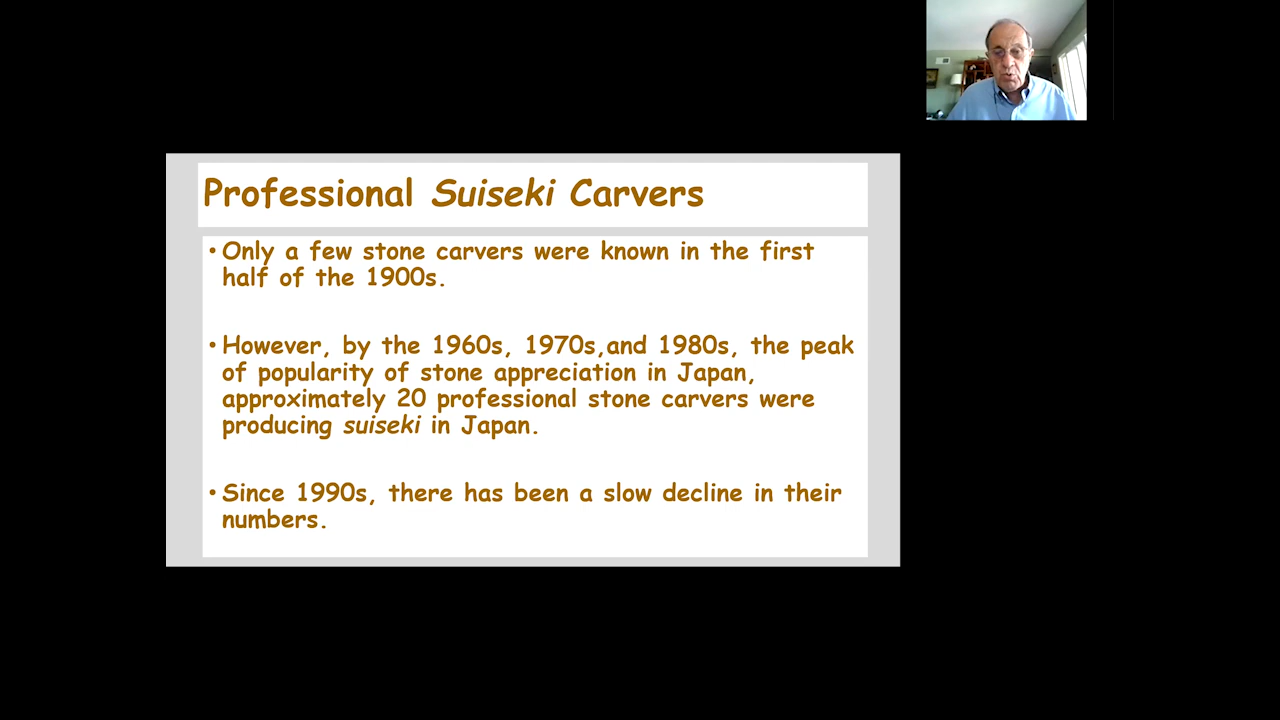 Professional Suiseki Carvers
• Only a few stone carvers were known in the first
half of the 1900s.
• However, by the 1960s, 1970s,and 1980s, the peak
of popularity of stone appreciation in Japan,
approximately 20 professional stone carvers were
producing suiseki in Japan.
• Since 1990s, there has been a slow decline in their
numbers.